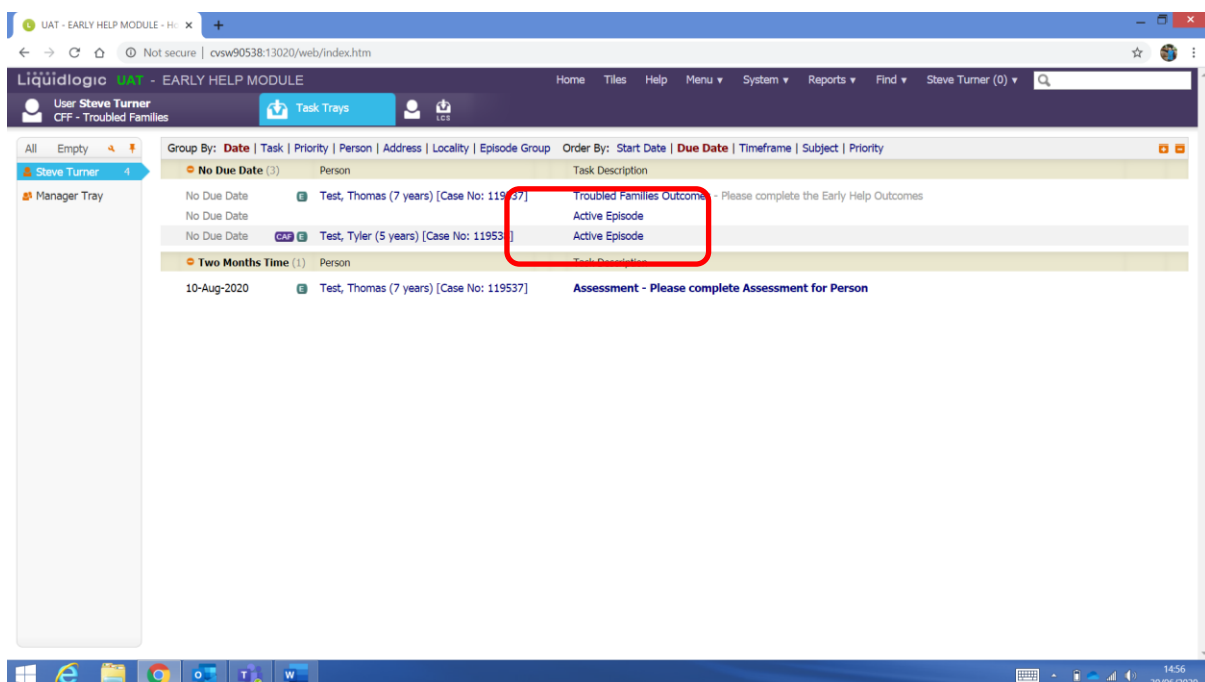 UAT - EARLY HELP MODULE - Ho
Not secure | cvsw90538:13020/web/index.htm
Liquidlogic UAT - EARLY HELP MODULE Home Tiles Help Menu System Reports Find Steve Turner (0)
User Steve Turner
CFF - Troubled Families
Task Trays
LCS
All Empty
Group By: Date | Task | Priority | Person | Address | Locality | Episode Group Order By: Start Date | Due Date | Timeframe | Subject | Priority
Steve Turner 4
No Due Date (3) Person Task Description
Manager Tray
No Due Date E Test, Thomas (7 years) [Case No: 119537] Troubled Families Outcomes - Please complete the Early Help Outcomes
No Due Date Active Episode
No Due Date CAF E Test, Tyler (5 years) [Case No: 11953 ] Active Episode
Two Months Time (1) Person Task Description
10-Aug-2020 E Test, Thomas (7 years) [Case No: 119537] Assessment - Please complete Assessment for Person
14:56